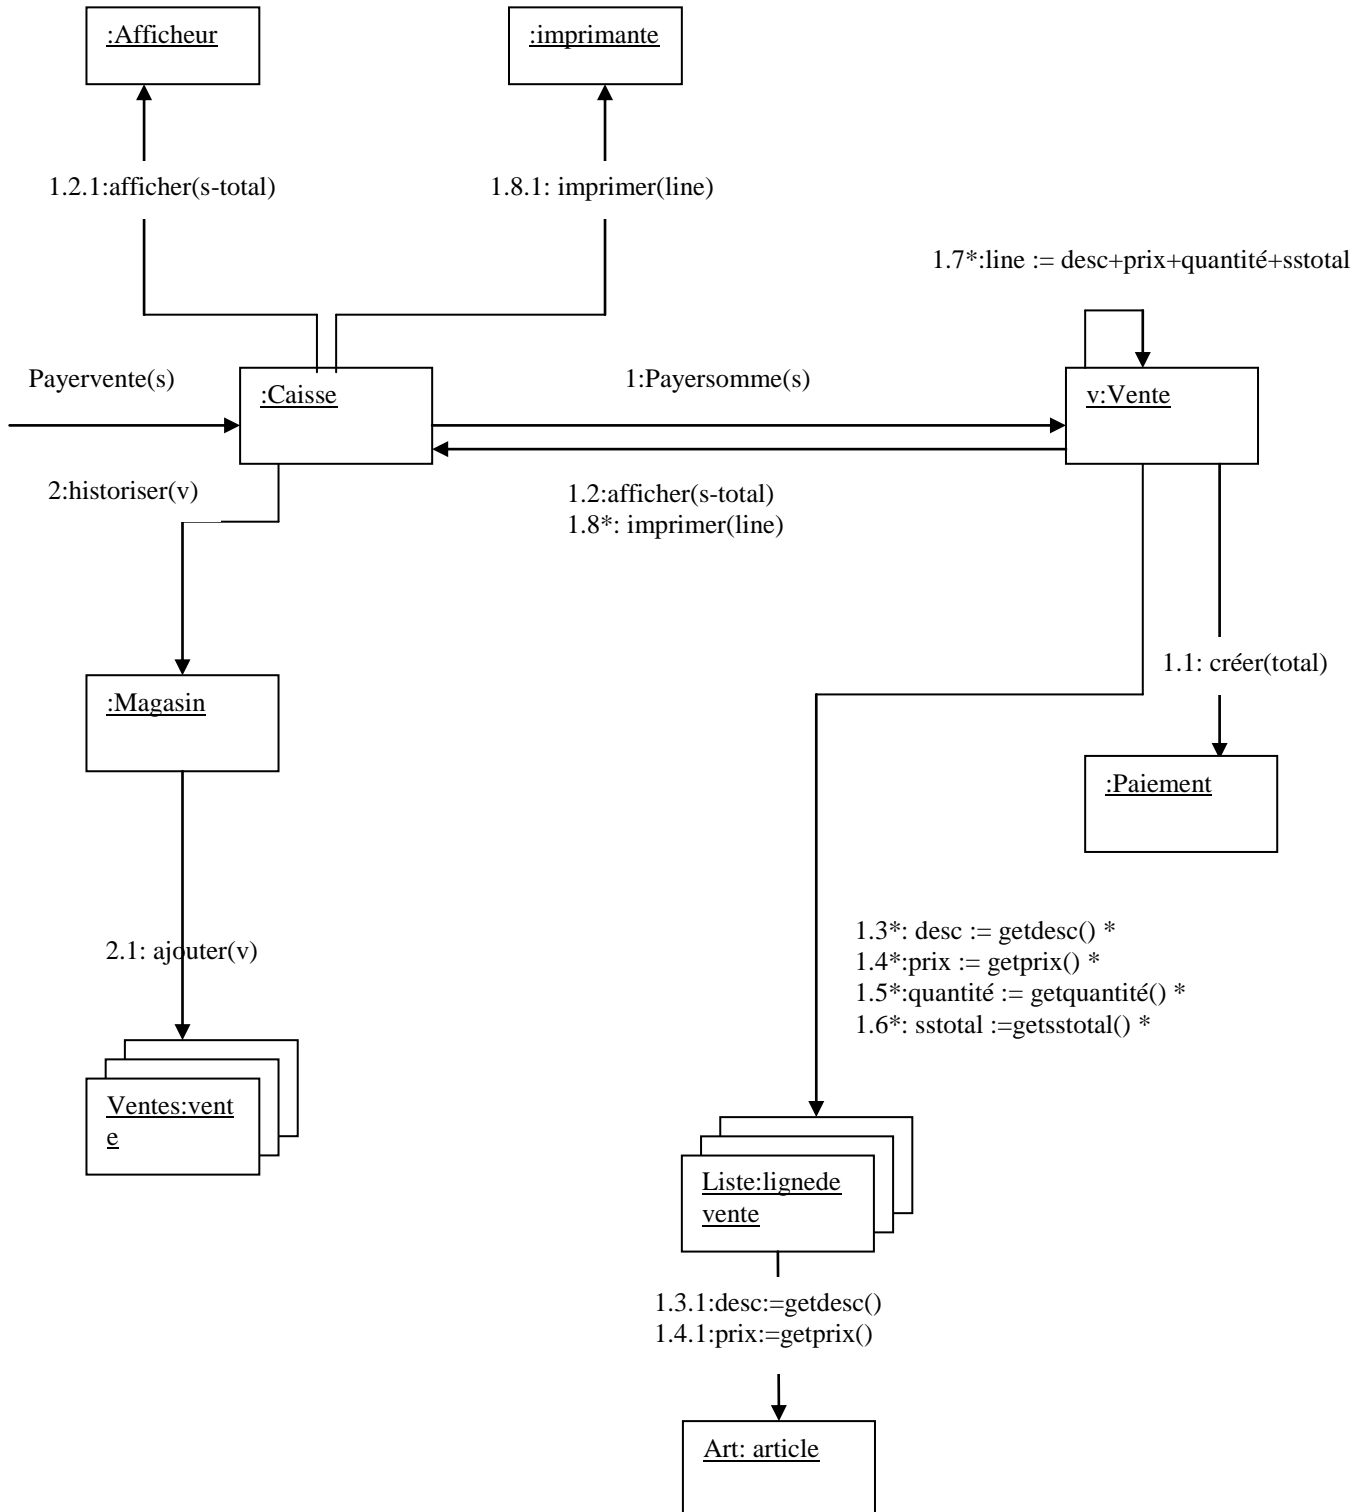 :Afficheur
:imprimante
1.2.1:afficher(s-total)
1.8.1: imprimer(line)
1.7*:line := desc+prix+quantité+sstotal
Payervente(s)
:Caisse
1:Payersomme(s)
v:Vente
2:historiser(v)
1.2:afficher(s-total)
1.8*: imprimer(line)
1.1: créer(total)
:Magasin
:Paiement
2.1: ajouter(v)
1.3*: desc := getdesc() *
1.4*:prix := getprix() *
1.5*:quantité := getquantité() *
1.6*: sstotal :=getsstotal() *
Ventes:vent
e
Liste:lignede
vente
1.3.1:desc:=getdesc()
1.4.1:prix:=getprix()
Art: article